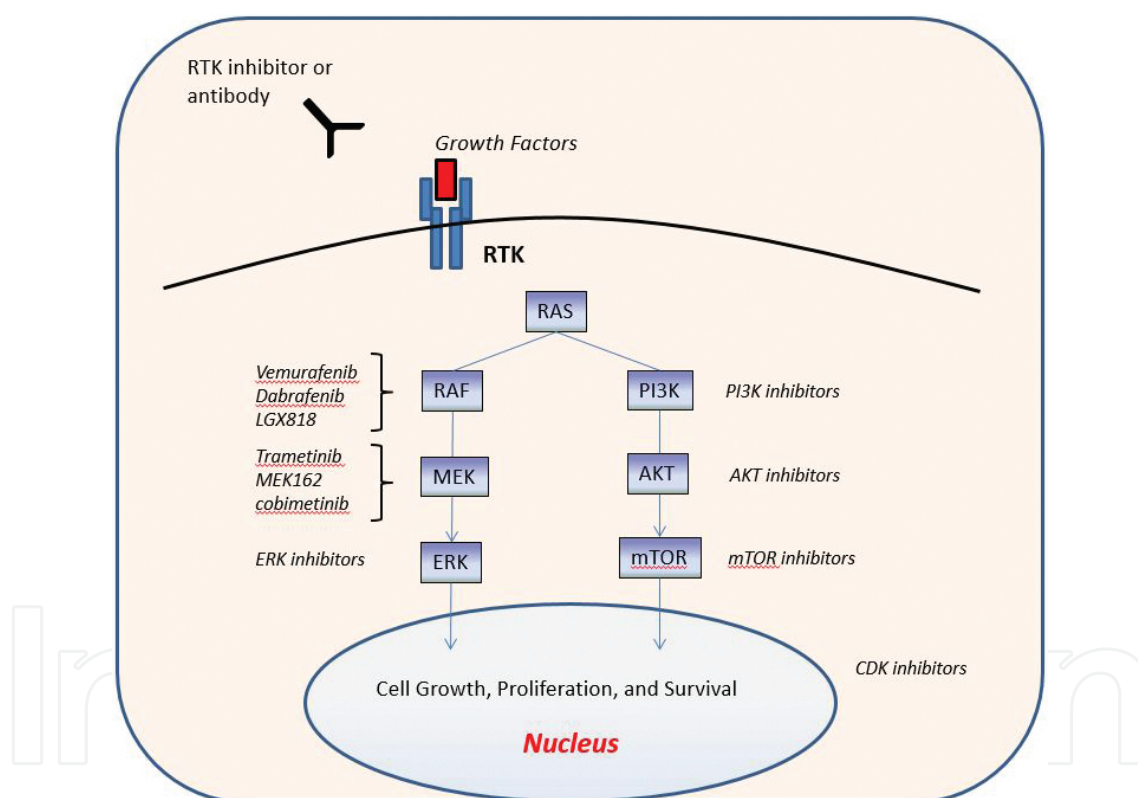 RTK inhibitor or
antibody
Growth Factors
RTK
RAS
Vemurafenib
Dabrafenib
LGX818
RAF
PI3K
PI3K inhibitors
Trametinib
MEK162
cobimetinib
MEK
AKT
AKT inhibitors
ERK inhibitors
ERK
mTOR
mTOR inhibitors
CDK inhibitors
Cell Growth, Proliferation, and Survival
Nucleus